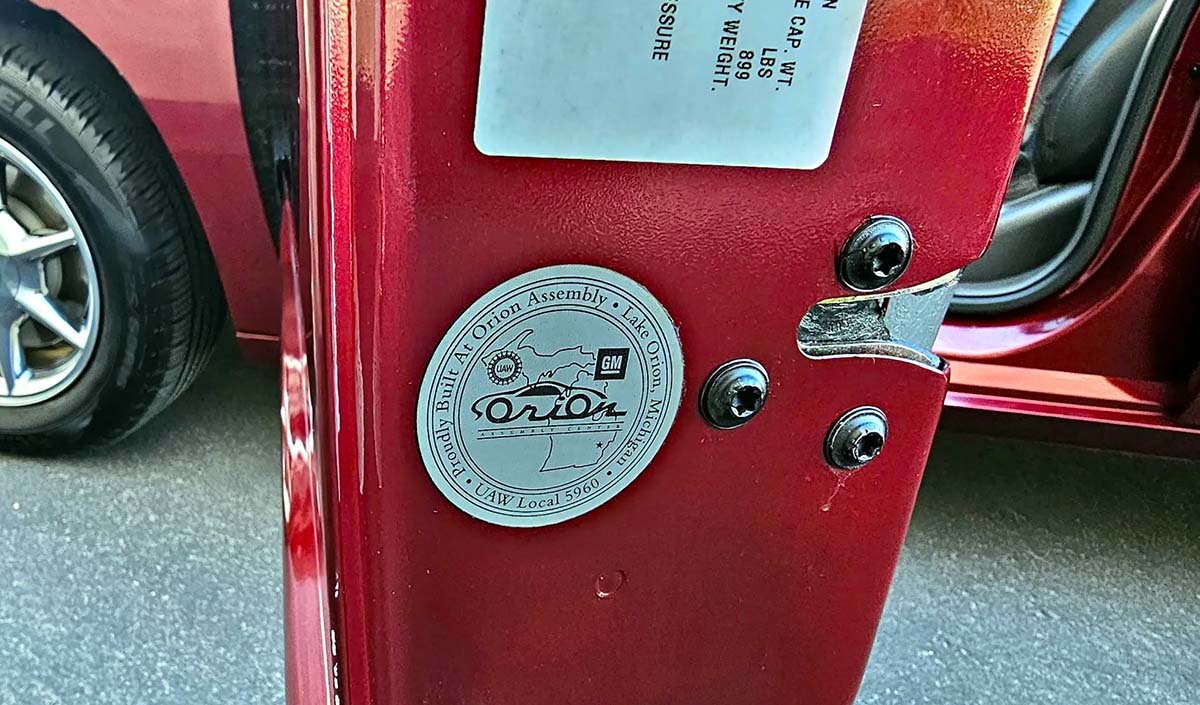 E CAP. WT.
LBS
899
Y WEIGHT.
SSURE
Proudly Built At Orion Assembly • Lake Orion, Michigan •
UAW Local 5960 •
UAW
GM
Orion
ASSEMBLY CENTER
ELL